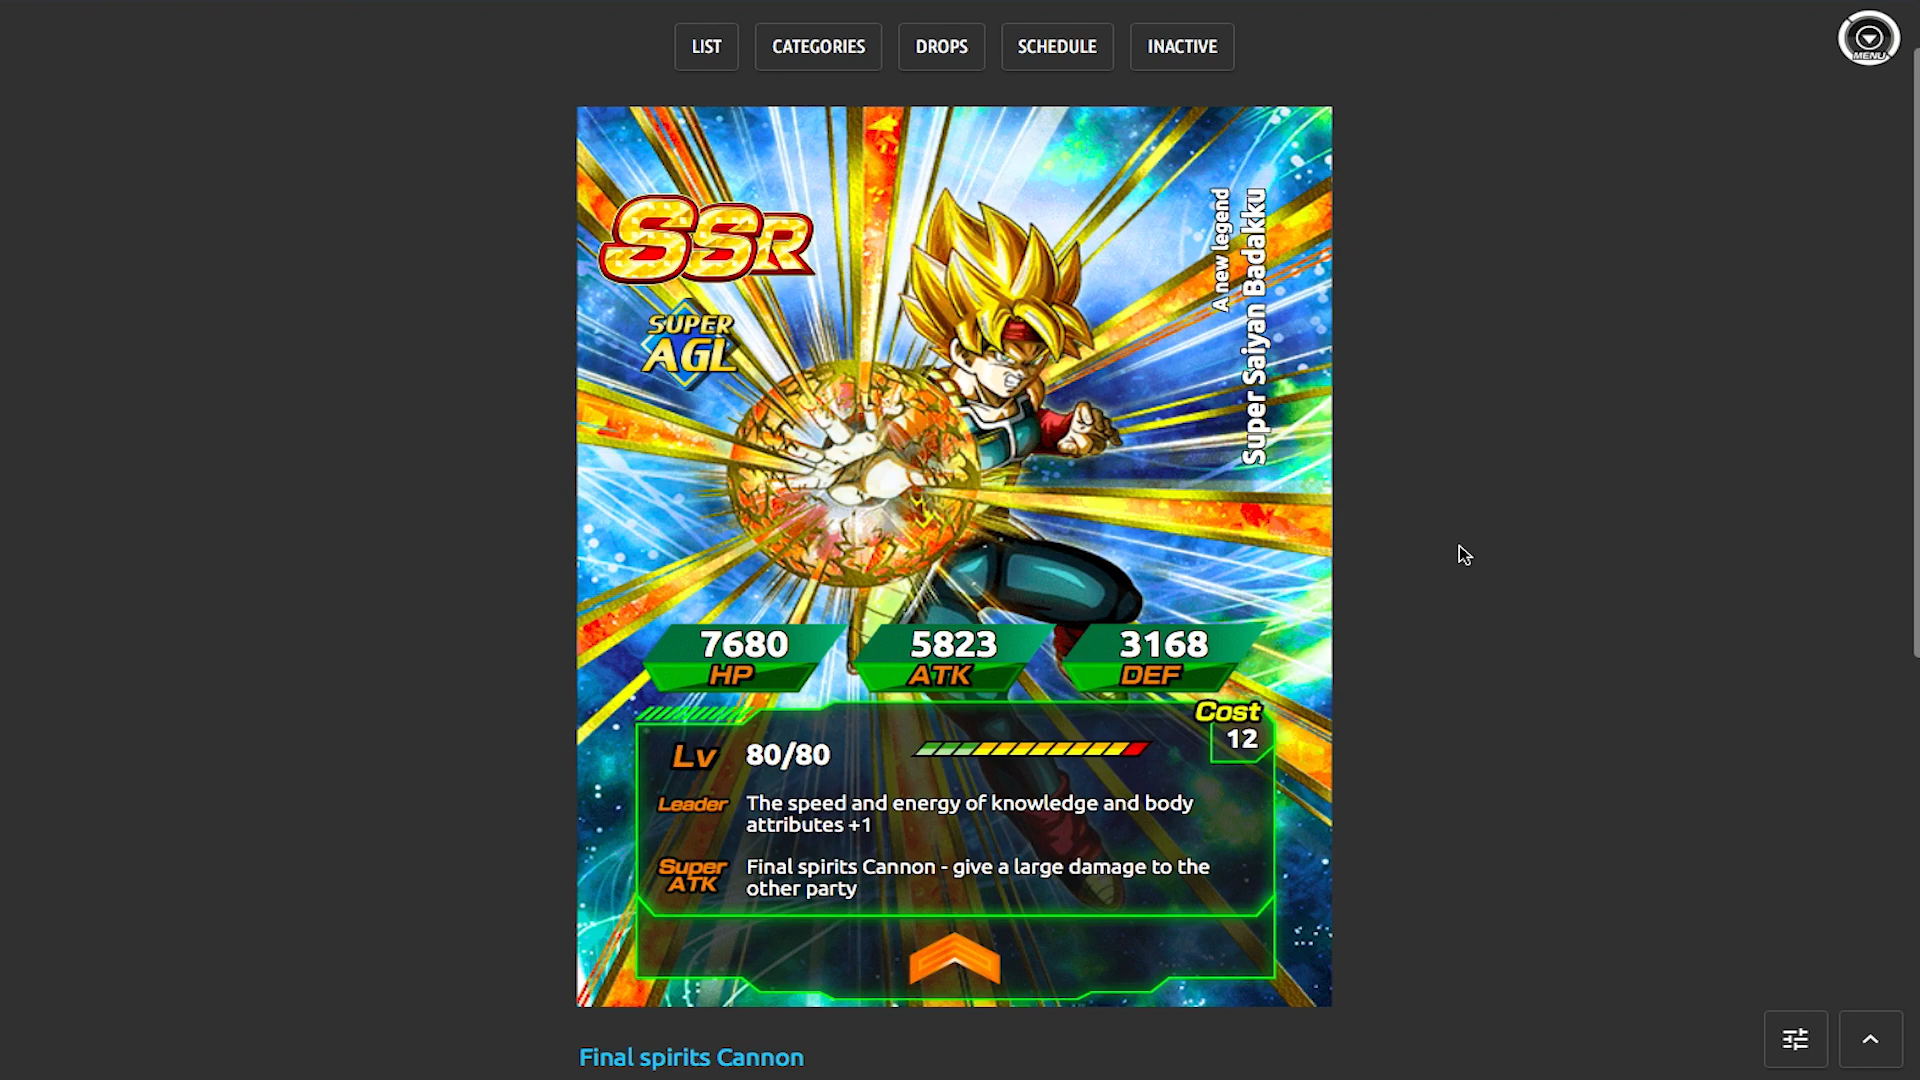 LIST
CATEGORIES
DROPS
SCHEDULE
INACTIVE
MENU
SSR
SUPER
AGL
A new legend
Super Saiyan Badakku
7680
HP
5823
ATK
3168
DEF
Cost
12
Lv
80/80
Leader
The speed and energy of knowledge and body
attributes +1
Super
ATK
Final spirits Cannon - give a large damage to the
other party
Final spirits Cannon